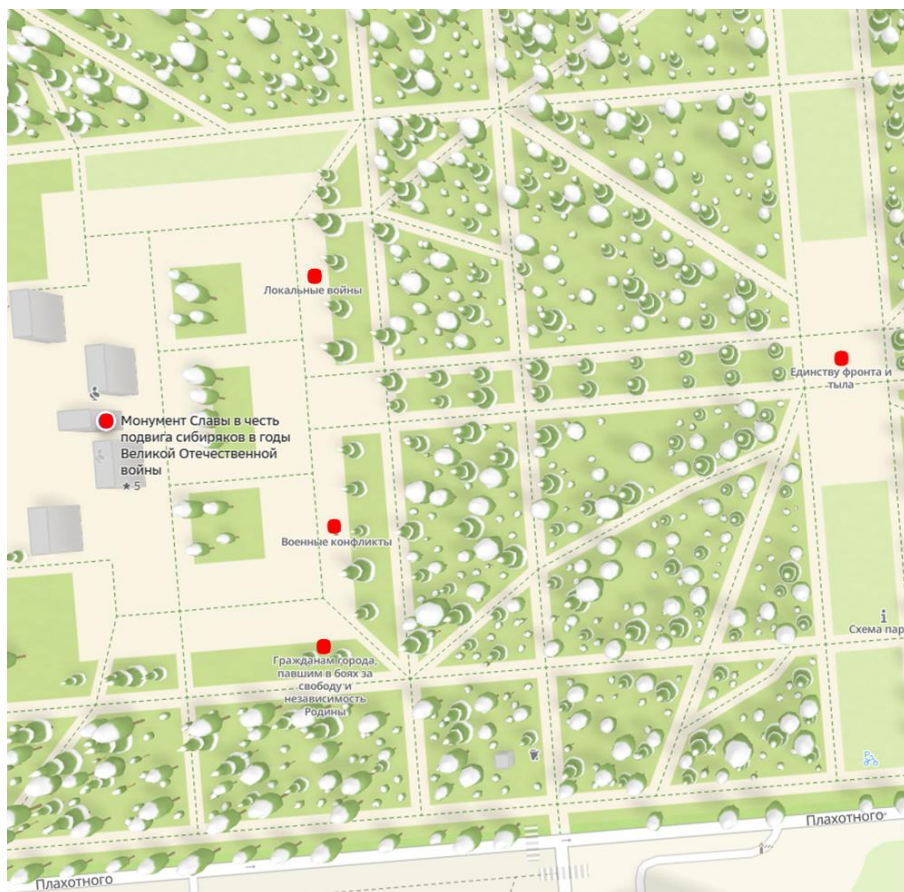 Локальные войны
Единству фронта и
тыла
Монумент Славы в честь
подвига сибиряков в годы
Великой Отечественной
войны
★ 5
Военные конфликты
Схема пар
Гражданам города,
павшим в боях за
свободу и
независимость
Родины
Плахотного
Плахотного